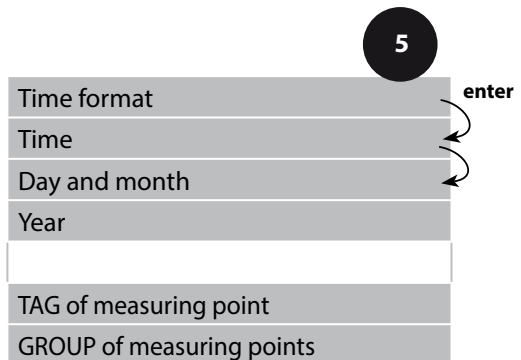 5
enter
Time format
Time
Day and month
Year
TAG of measuring point
GROUP of measuring points